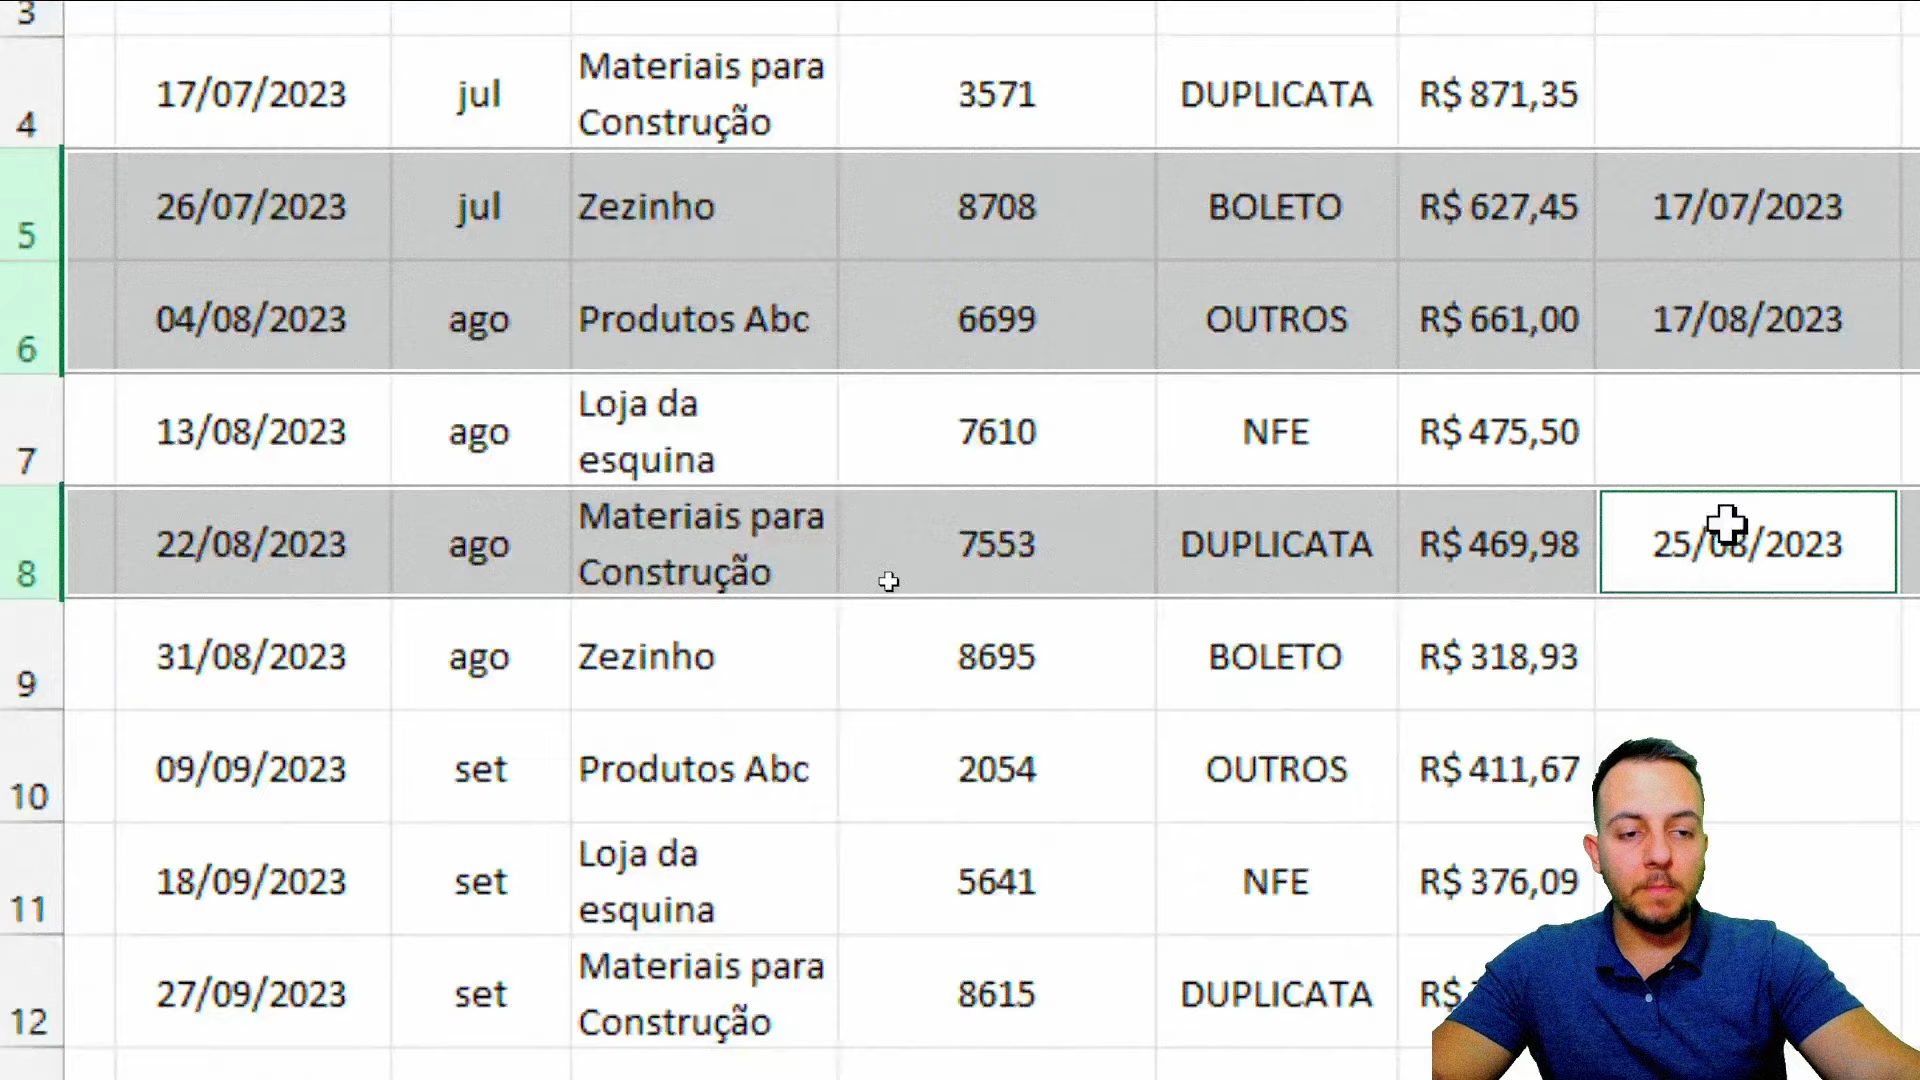 3
4 17/07/2023 jul Materiais para Construção 3571 DUPLICATA R$ 871,35
5 26/07/2023 jul Zezinho 8708 BOLETO R$ 627,45 17/07/2023
6 04/08/2023 ago Produtos Abc 6699 OUTROS R$ 661,00 17/08/2023
7 13/08/2023 ago Loja da esquina 7610 NFE R$ 475,50
8 22/08/2023 ago Materiais para Construção 7553 DUPLICATA R$ 469,98 25/08/2023
9 31/08/2023 ago Zezinho 8695 BOLETO R$ 318,93
10 09/09/2023 set Produtos Abc 2054 OUTROS R$ 411,67
11 18/09/2023 set Loja da esquina 5641 NFE R$ 376,09
12 27/09/2023 set Materiais para Construção 8615 DUPLICATA R$